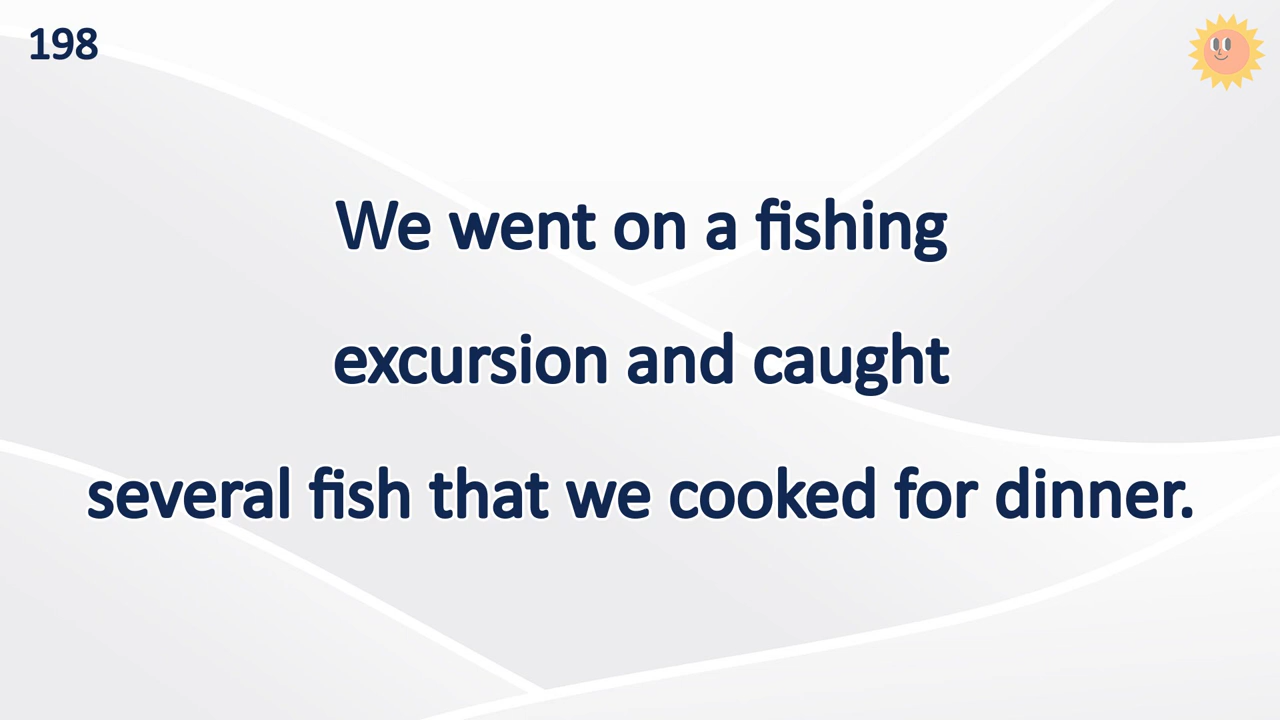 198
We went on a fishing
excursion and caught
several fish that we cooked for dinner.